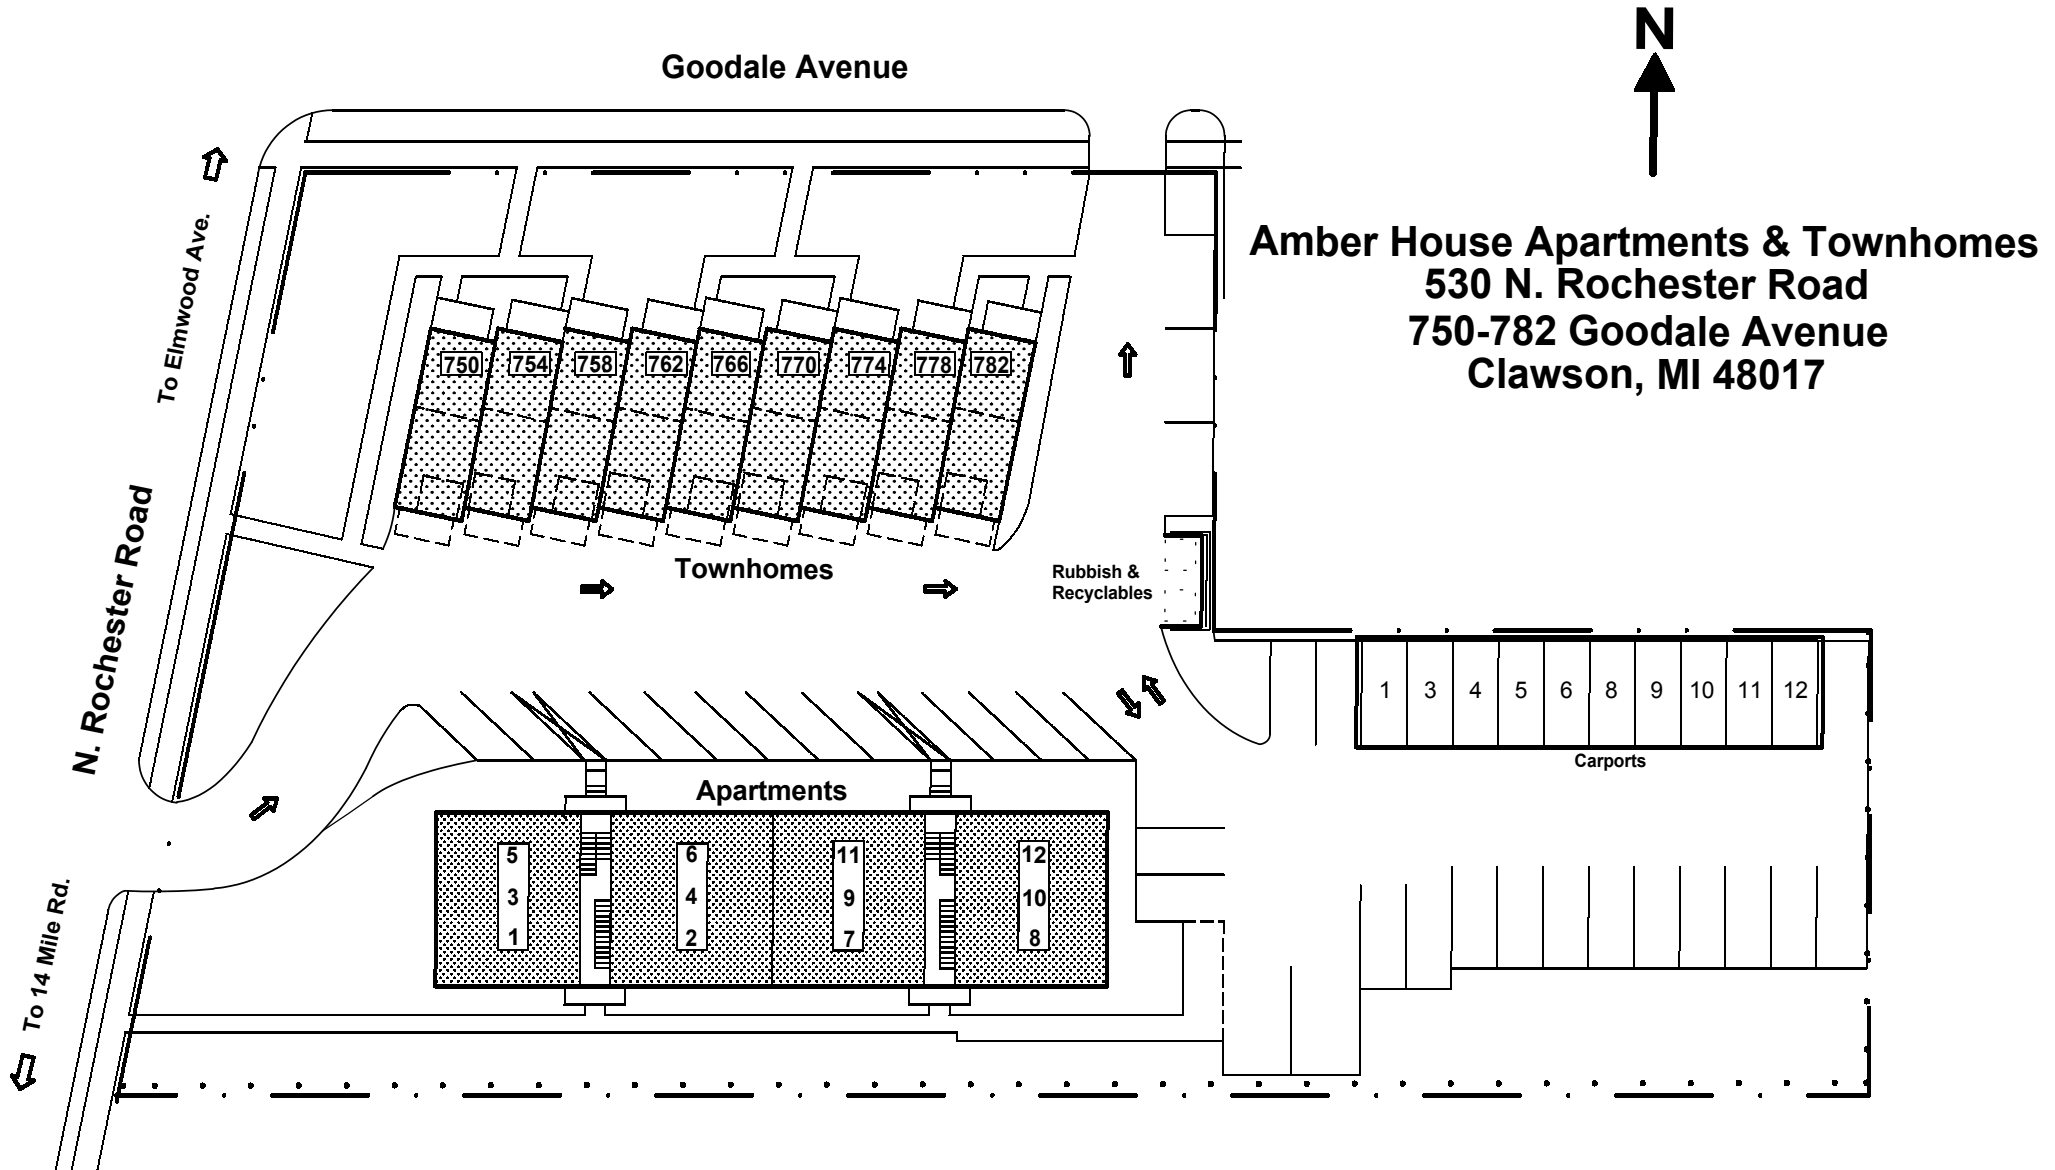 N
Goodale Avenue
Amber House Apartments & Townhomes
530 N. Rochester Road
750-782 Goodale Avenue
Clawson, MI 48017
To Elmwood Ave.
750 754 758 762 766 770 774 778 782
N. Rochester Road
Townhomes
Rubbish &
Recyclables
1 3 4 5 6 8 9 10 11 12
Carports
Apartments
5 6 11 12
3 4 9 10
1 2 7 8
To 14 Mile Rd.